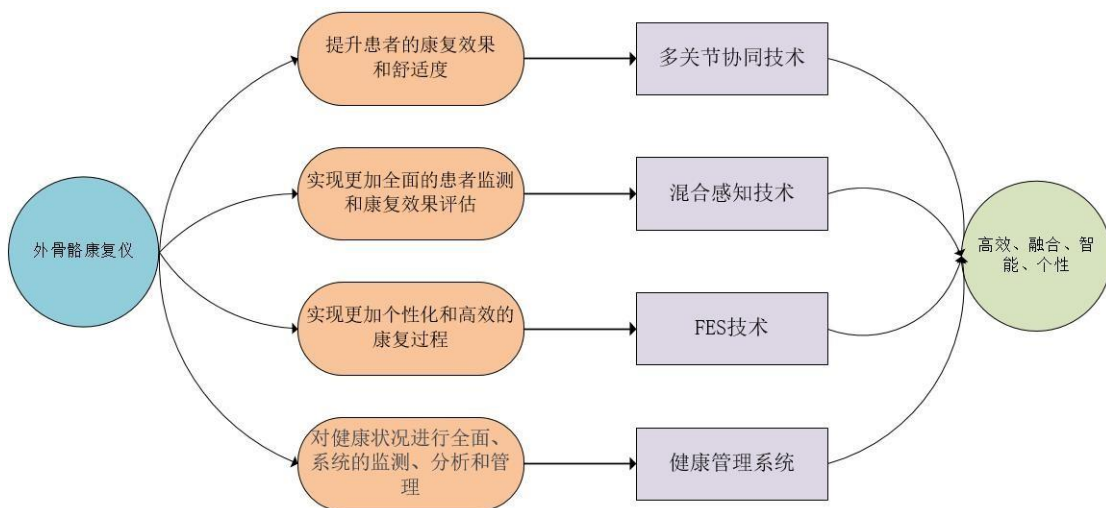 外骨骼康复仪
提升患者的康复效果
和舒适度
多关节协同技术
实现更加全面的患者监测
和康复效果评估
混合感知技术
实现更加个性化和高效的
康复过程
FES技术
对健康状况进行全面、
系统的监测、分析和管
理
健康管理系统
高效、融合、智
能、个性